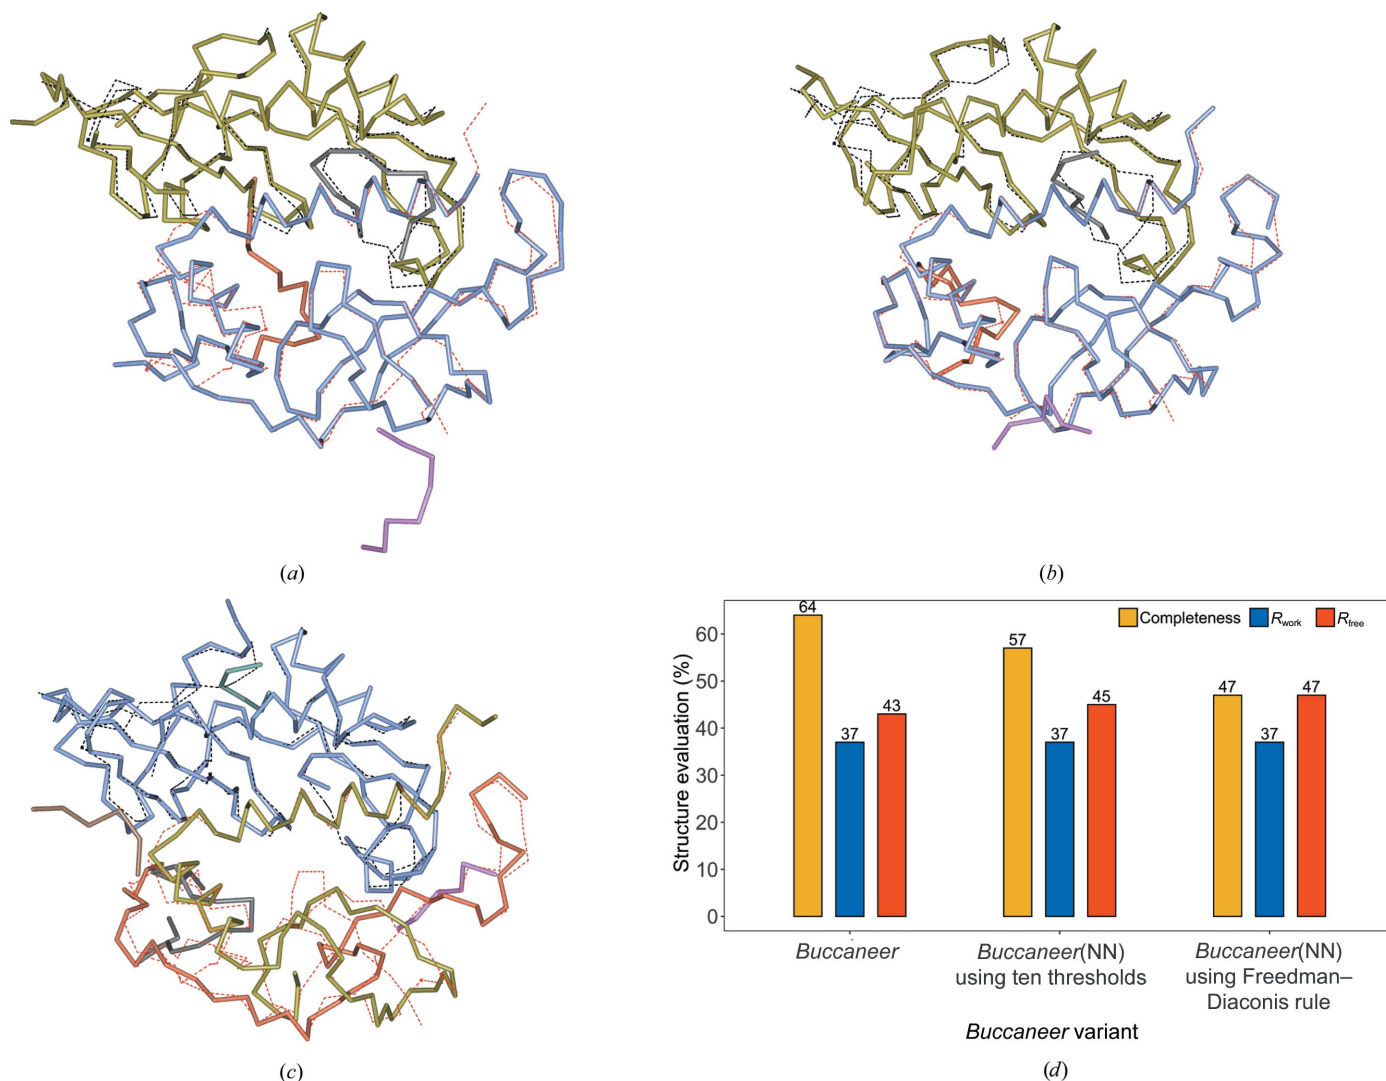 (a)
(b)
(c)
Completeness Rwork Rfree
64
37
43
57
37
45
47
37
47
Structure evaluation (%)
60
50
40
30
20
10
0
Buccaneer
Buccaneer(NN)
using ten thresholds
Buccaneer(NN)
using Freedman–
Diaconis rule
Buccaneer variant
(d)